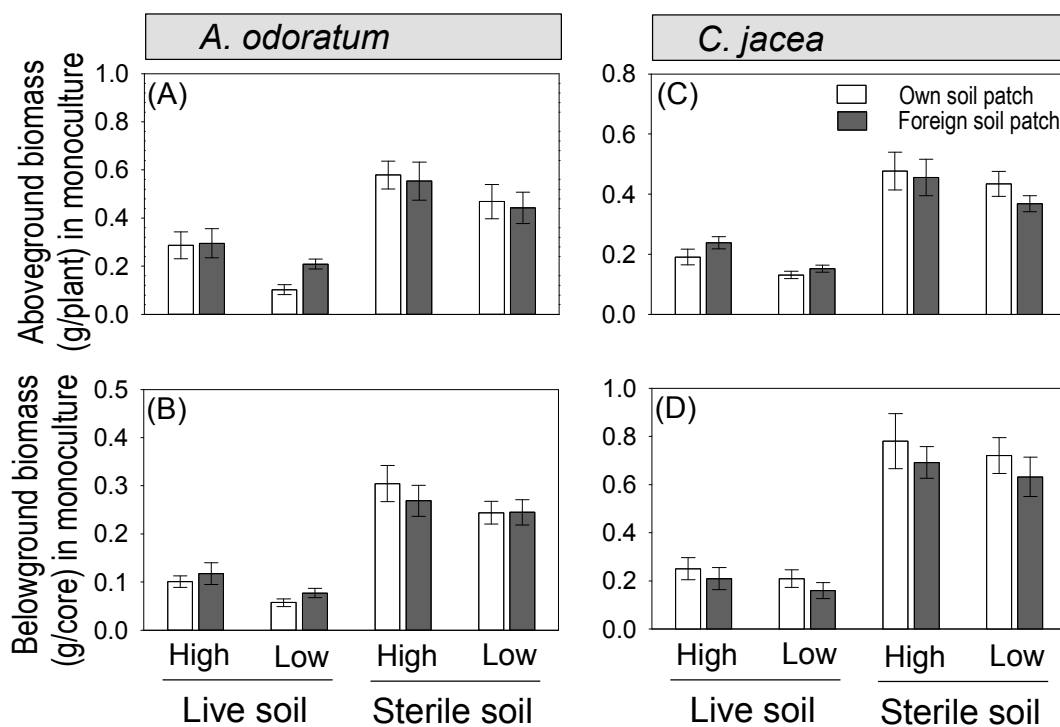 A. odoratum
C. jacea
Aboveground biomass
(g/plant) in monoculture
1.0
0.8
0.6
0.4
0.2
0.0
(A)
0.8
0.6
0.4
0.2
0.0
(C)
Own soil patch
Foreign soil patch
Belowground biomass
(g/core) in monoculture
0.5
0.4
0.3
0.2
0.1
0.0
(B)
1.0
0.8
0.6
0.4
0.2
0.0
(D)
High Low High Low
Live soil Sterile soil
High Low High Low
Live soil Sterile soil